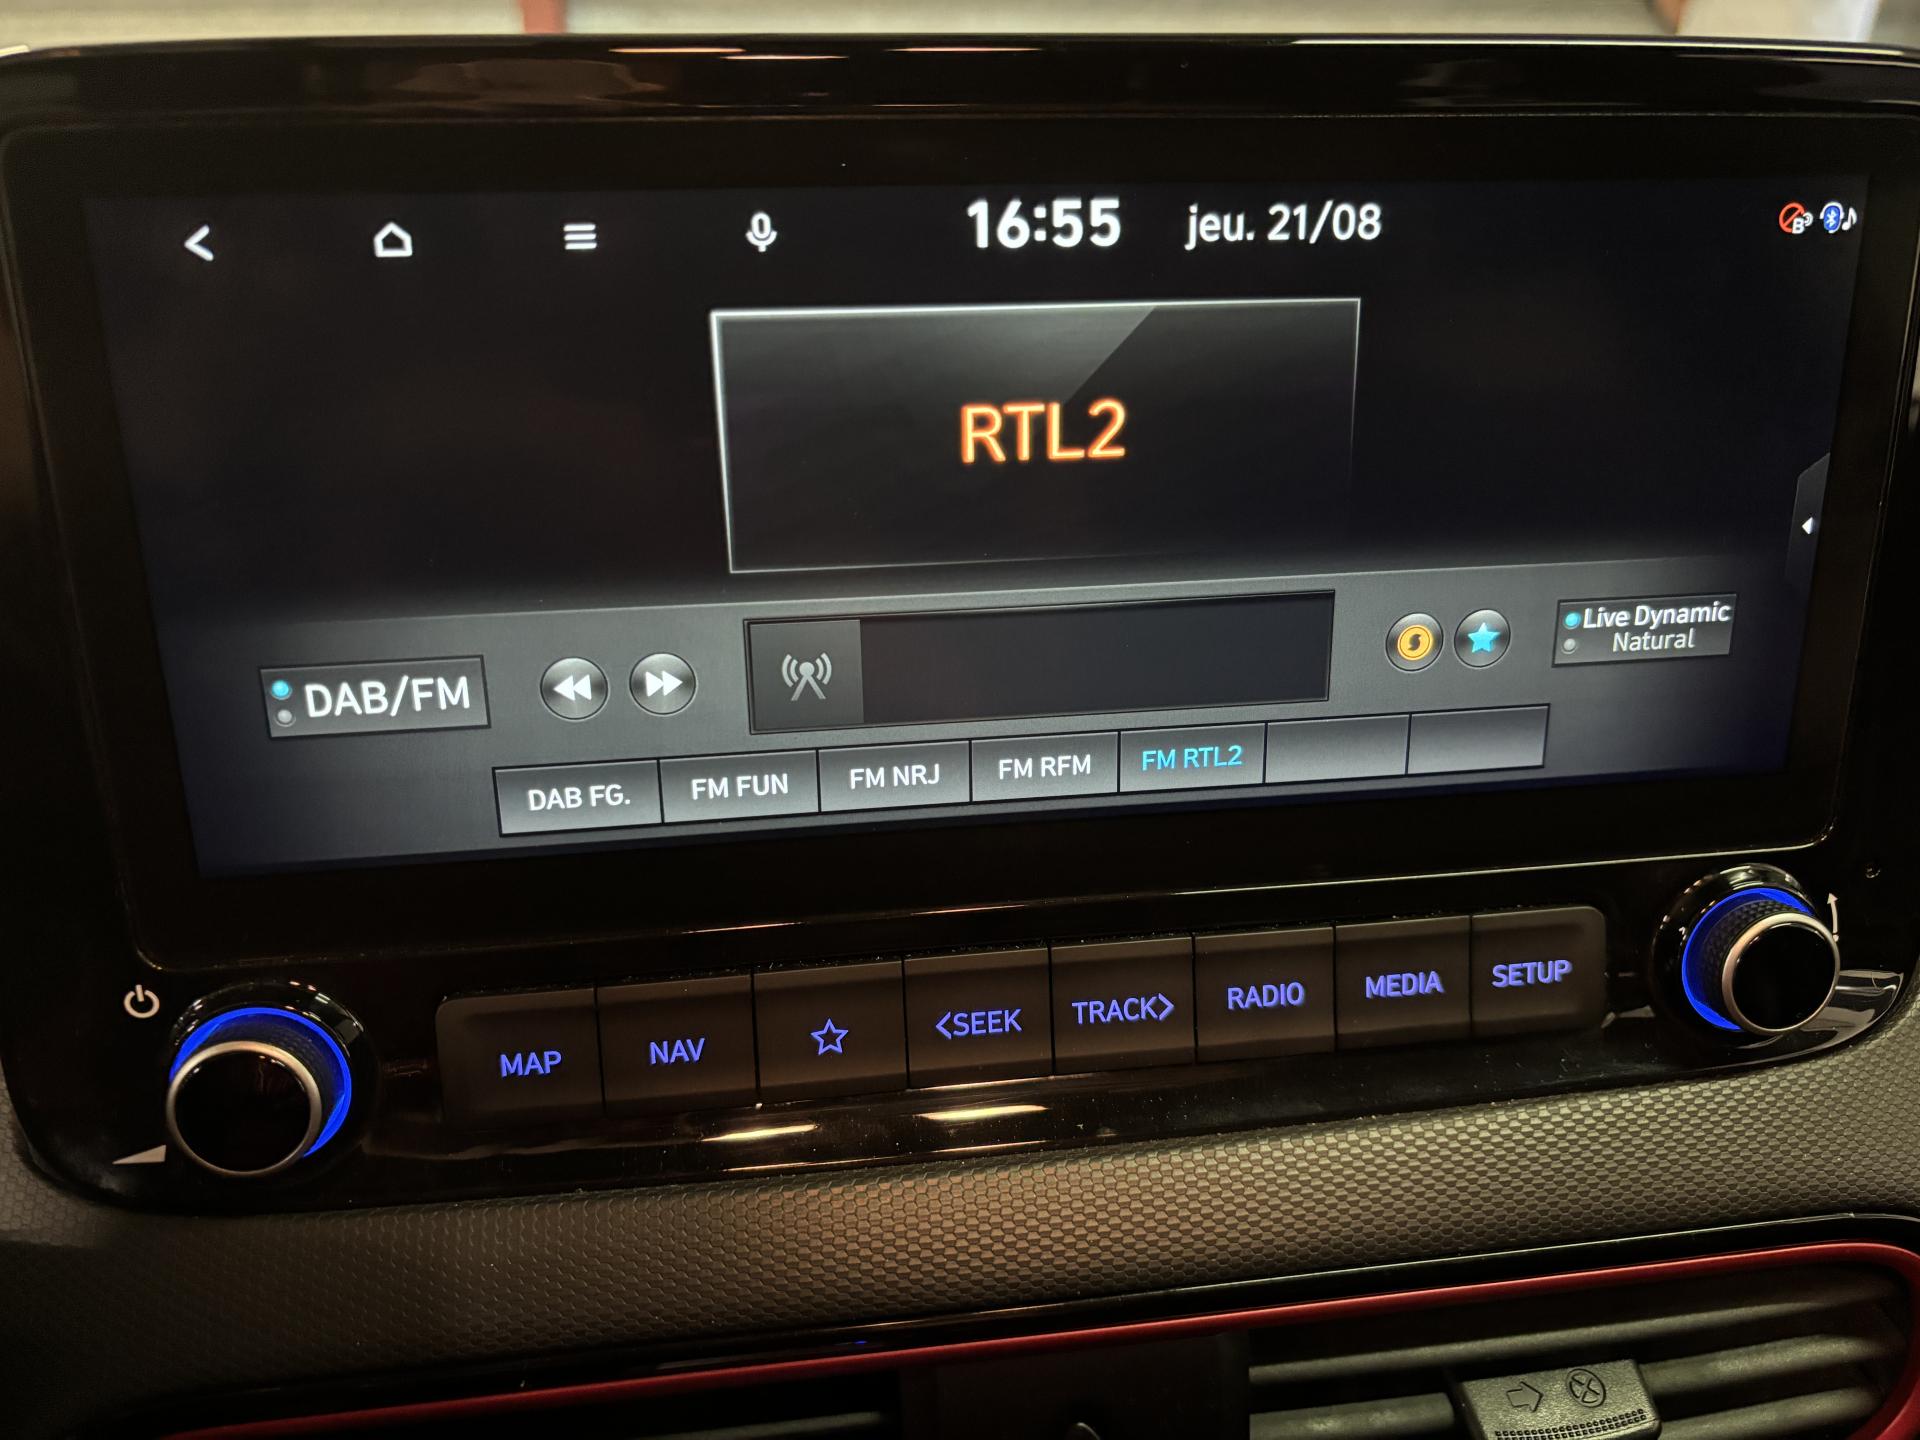 16:55 jeu. 21/08
RTL2
DAB/FM
Live Dynamic
Natural
DAB FG. FM FUN FM NRJ FM RFM FM RTL2
MAP NAV <SEEK TRACK> RADIO MEDIA SETUP